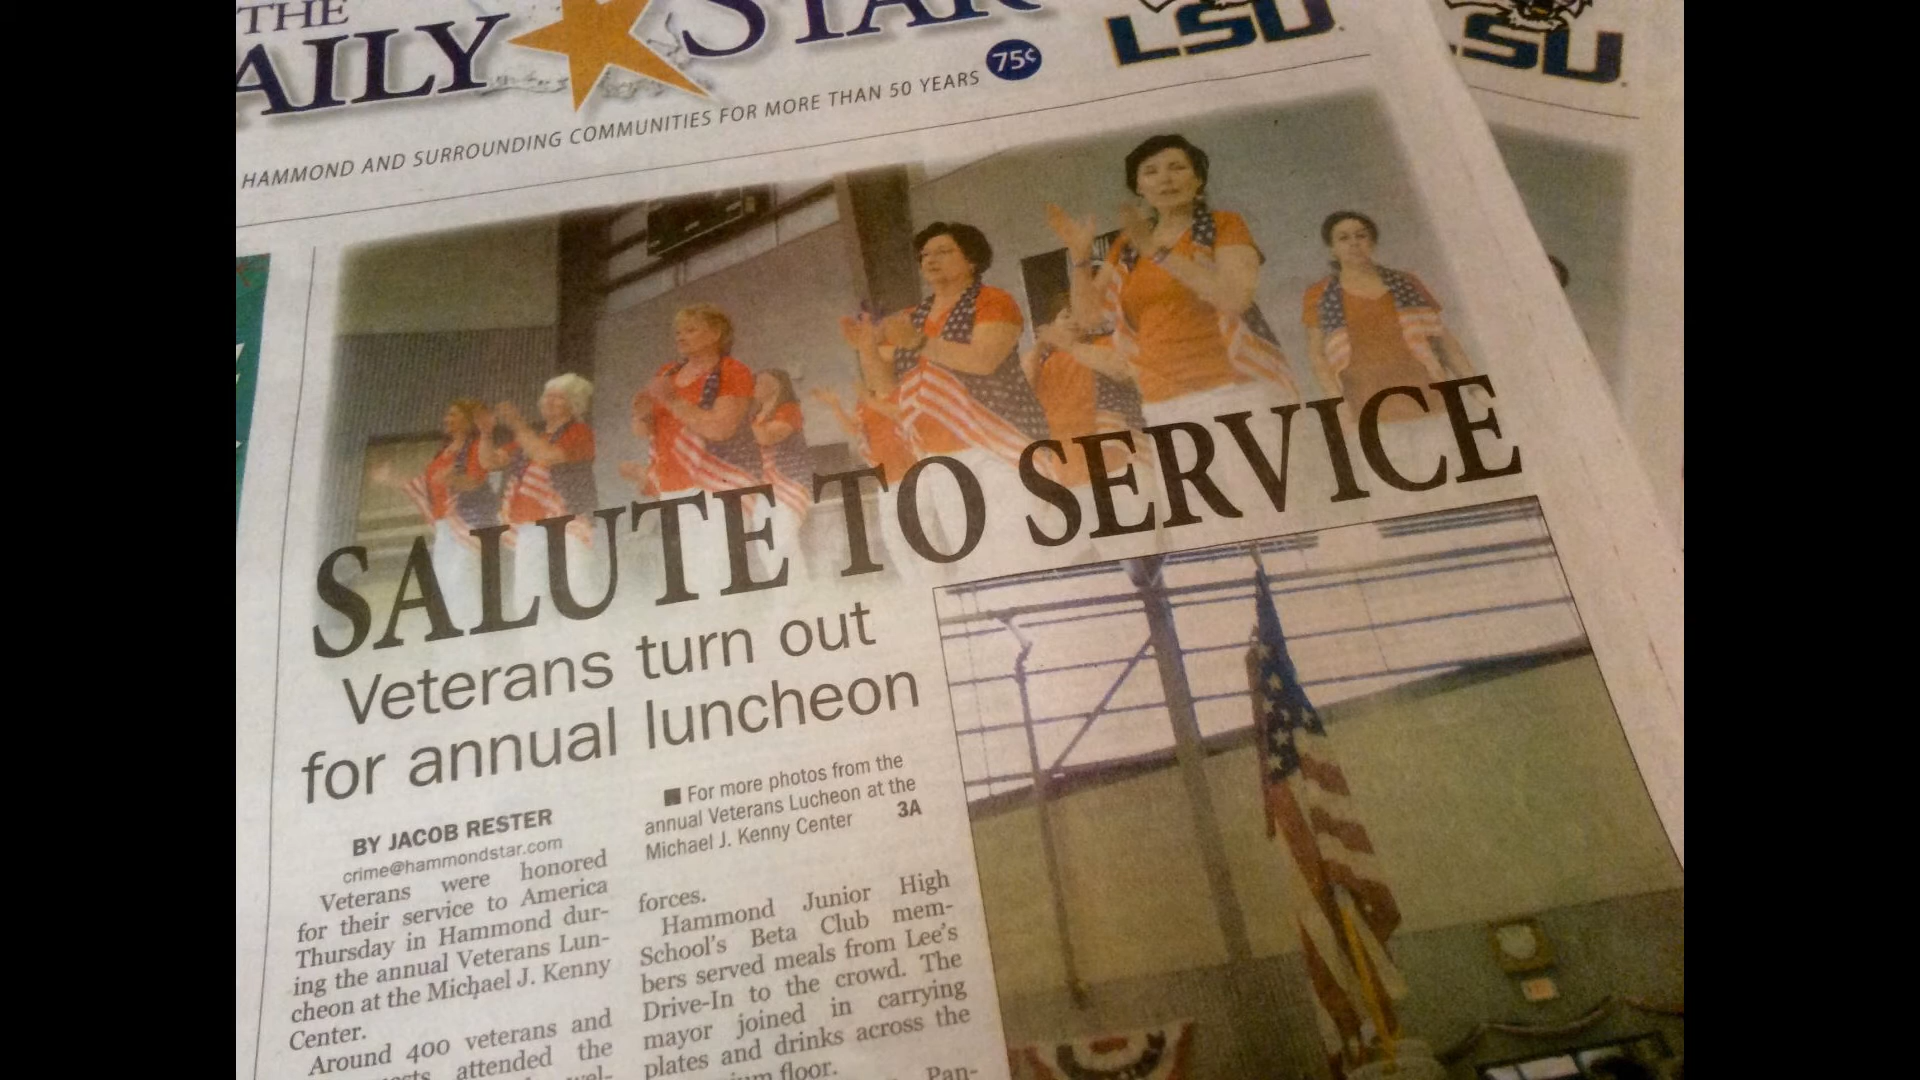 THE
AILY STAR
75¢
LSU
LSU
HAMMOND AND SURROUNDING COMMUNITIES FOR MORE THAN 50 YEARS
SALUTE TO SERVICE
Veterans turn out
for annual luncheon
BY JACOB RESTER
crime@hammondstar.com
Veterans were honored
for their service to America
Thursday in Hammond dur-
ing the annual Veterans Lun-
cheon at the Michael J. Kenny
Center.
Around 400 veterans and
attended the
■ For more photos from the
annual Veterans Lucheon at the
Michael J. Kenny Center 3A
forces.
Hammond Junior High
School's Beta Club mem-
bers served meals from Lee's
Drive-In to the crowd. The
mayor joined in carrying
plates and drinks across the
floor.
Pan-